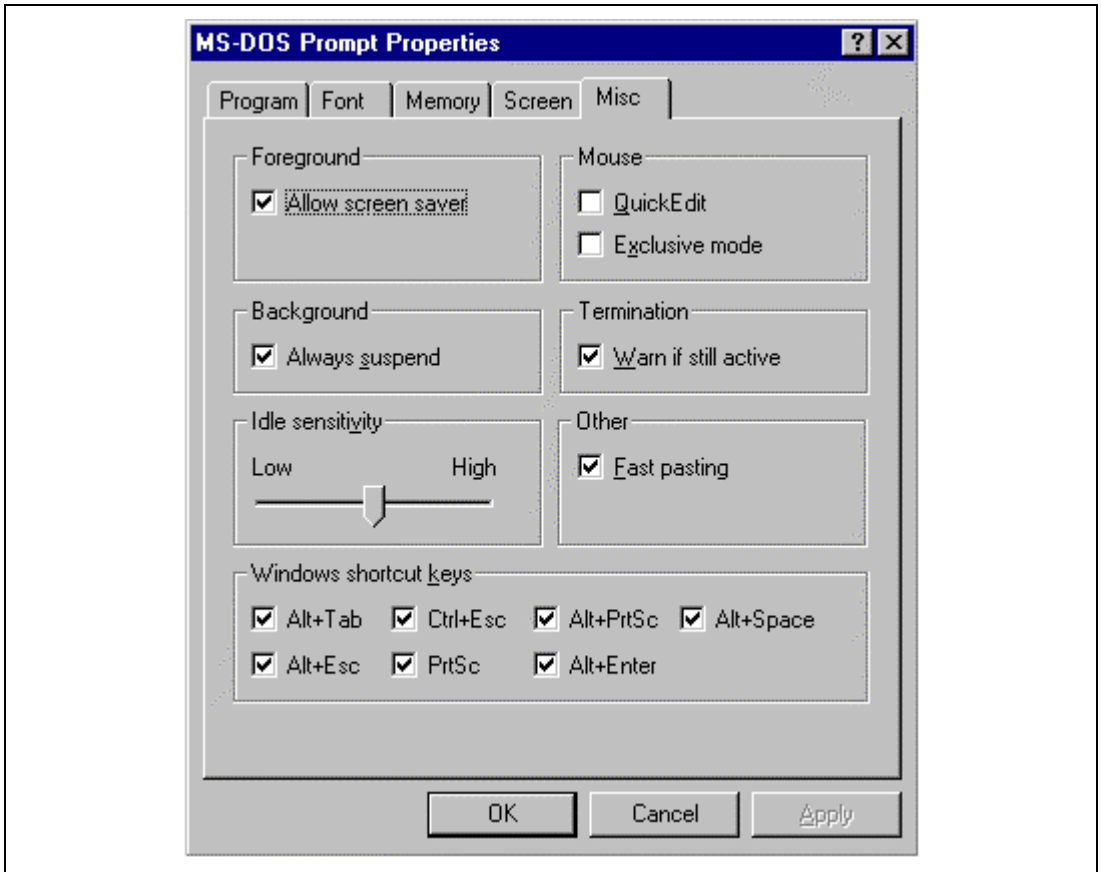 MS-DOS Prompt Properties
Program Font Memory Screen Misc
Foreground
Allow screen saver
Mouse
QuickEdit
Exclusive mode
Background
Always suspend
Termination
Warn if still active
Idle sensitivity
Low High
Other
Fast pasting
Windows shortcut keys
Alt+Tab Ctrl+Esc Alt+PrtSc Alt+Space
Alt+Esc PrtSc Alt+Enter
OK Cancel Apply